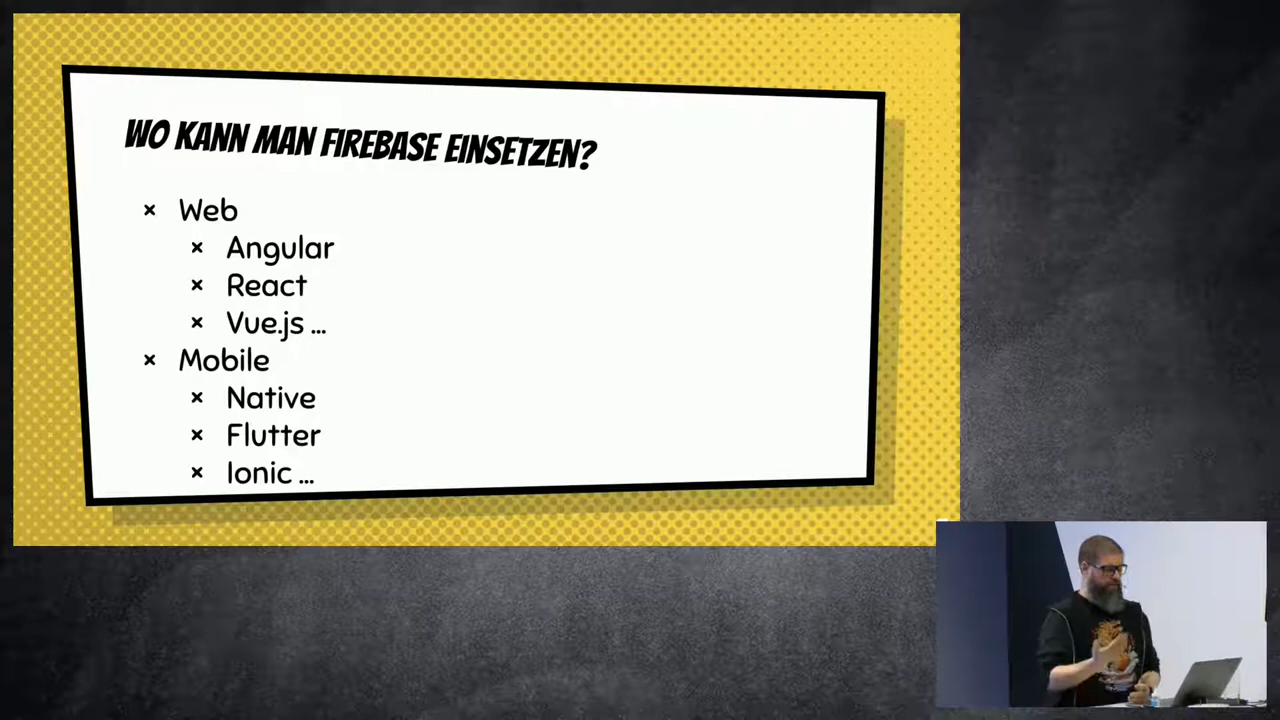 WO KANN MAN FIREBASE EINSETZEN?
× Web
× Angular
× React
× Vue.js ...
× Mobile
× Native
× Flutter
× Ionic ...